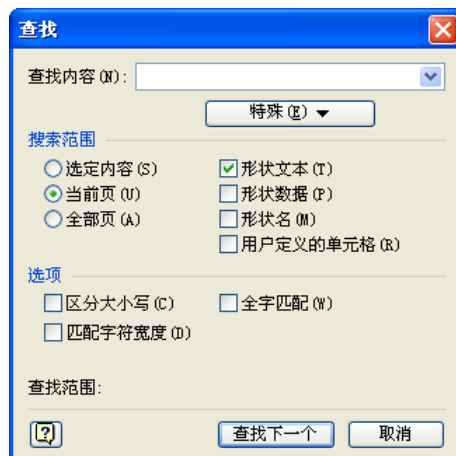 查找
查找内容(N):
特殊(E)
搜索范围
选定内容(S) 形状文本(T)
当前页(U) 形状数据(P)
全部页(A) 形状名(M)
用户定义的单元格(R)
选项
区分大小写(C) 全字匹配(W)
匹配字符宽度(D)
查找范围:
查找下一个 取消